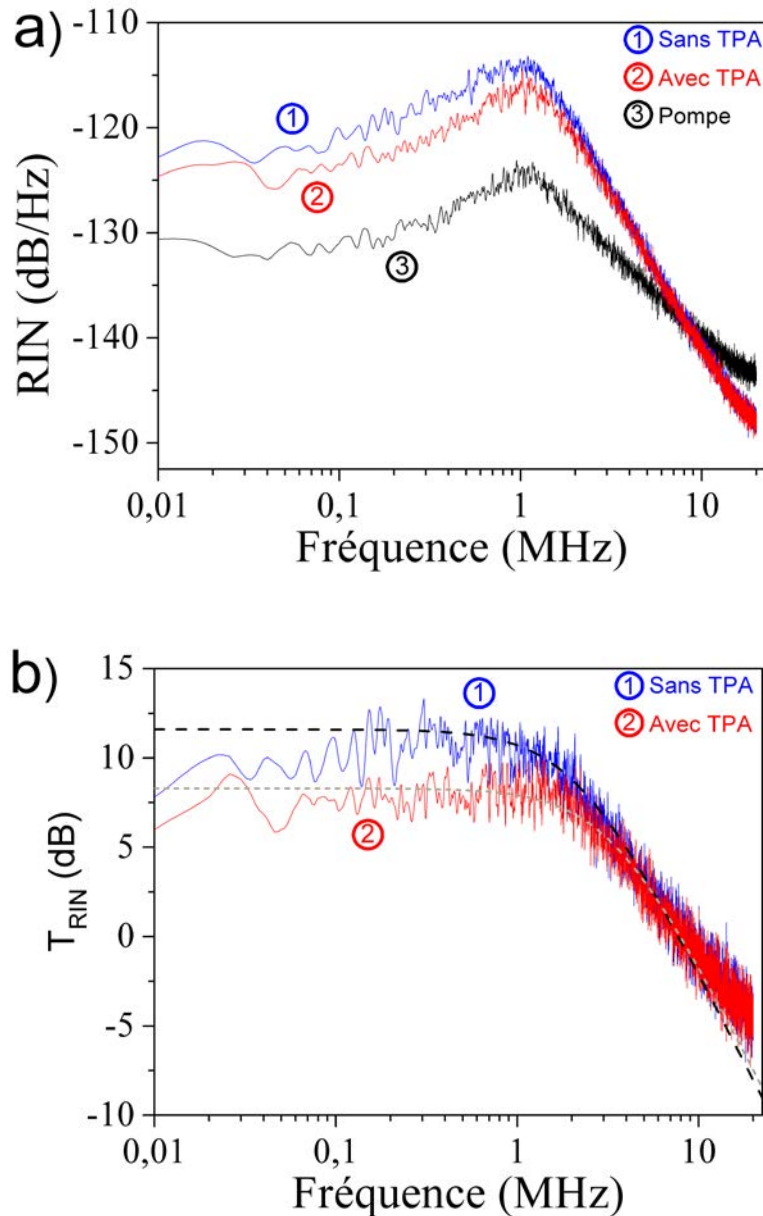 a)
-110
-120
-130
-140
-150
RIN (dB/Hz)
1 Sans TPA
2 Avec TPA
3 Pompe
1
2
3
0,01
0,1
1
10
Fréquence (MHz)
b)
15
10
5
0
-5
-10
T_RIN (dB)
1 Sans TPA
2 Avec TPA
1
2
0,01
0,1
1
10
Fréquence (MHz)